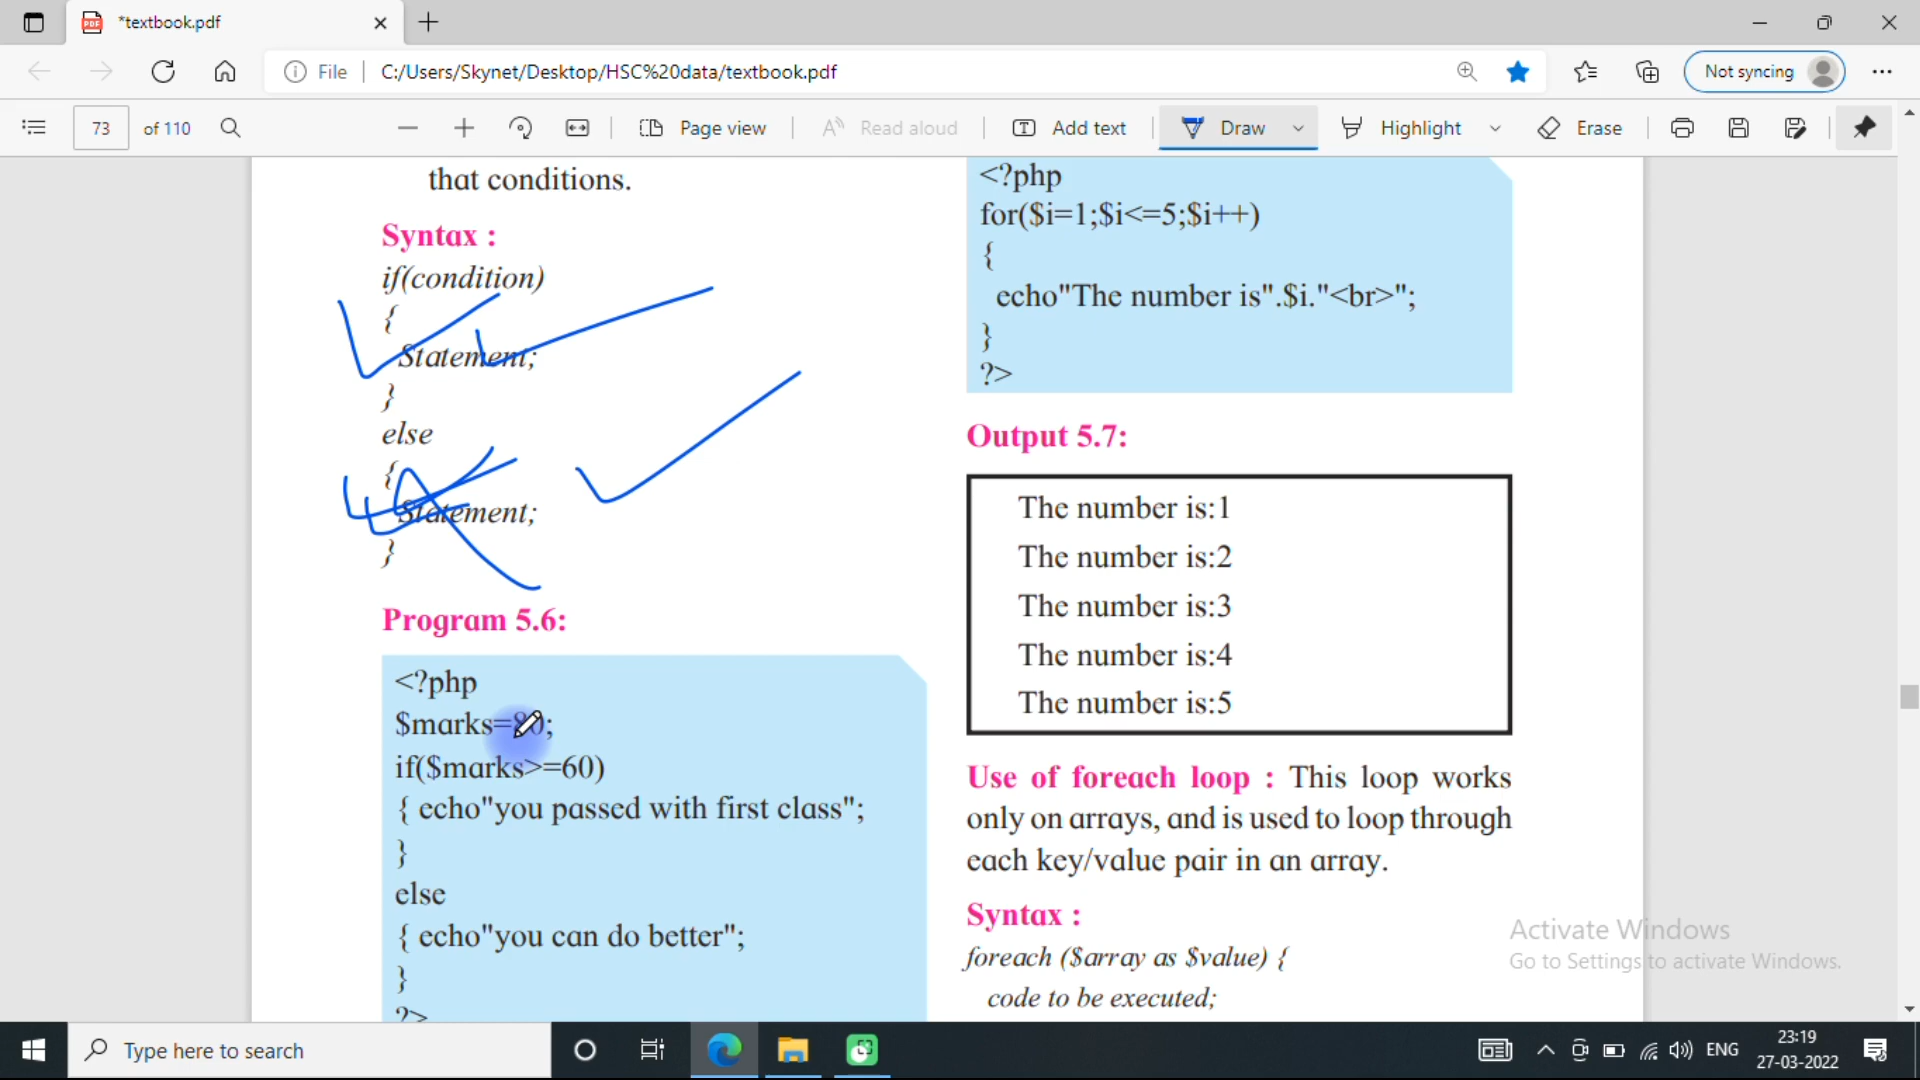 *textbook.pdf
File
C:/Users/Skynet/Desktop/HSC%20data/textbook.pdf
Not syncing
73 of 110
Page view
Read aloud
Add text
Draw
Highlight
Erase
that conditions.
Syntax :
if(condition)
{
Statement;
}
else
{
Statement;
}
Program 5.6:
<?php
$marks=80;
if($marks>=60)
{ echo"you passed with first class";
}
else
{ echo"you can do better";
}
?>
<?php
for($i=1;$i<=5;$i++)
{
echo"The number is".$i."<br>";
}
?>
Output 5.7:
The number is:1
The number is:2
The number is:3
The number is:4
The number is:5
Use of foreach loop : This loop works
only on arrays, and is used to loop through
each key/value pair in an array.
Syntax :
foreach ($array as $value) {
code to be executed;
Activate Windows
Go to Settings to activate Windows.
Type here to search
ENG
23:19
27-03-2022